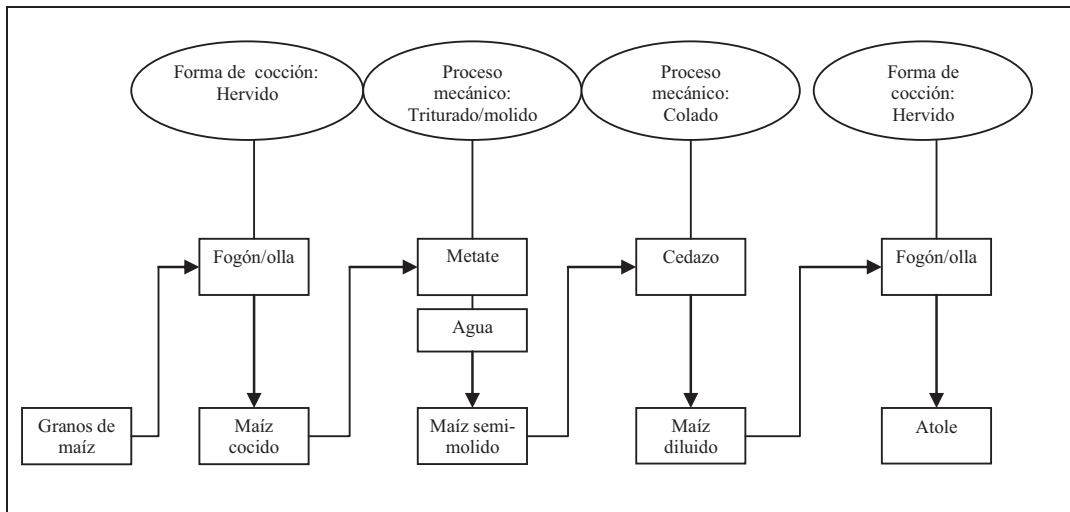 Forma de cocción:
Hervido
Proceso
mecánico:
Triturado/molido
Proceso
mecánico:
Colado
Forma de
cocción:
Hervido
Fogón/olla
Metate
Cedazo
Fogón/olla
Agua
Granos de
maíz
Maíz
cocido
Maíz semi-
molido
Maíz
diluido
Atole